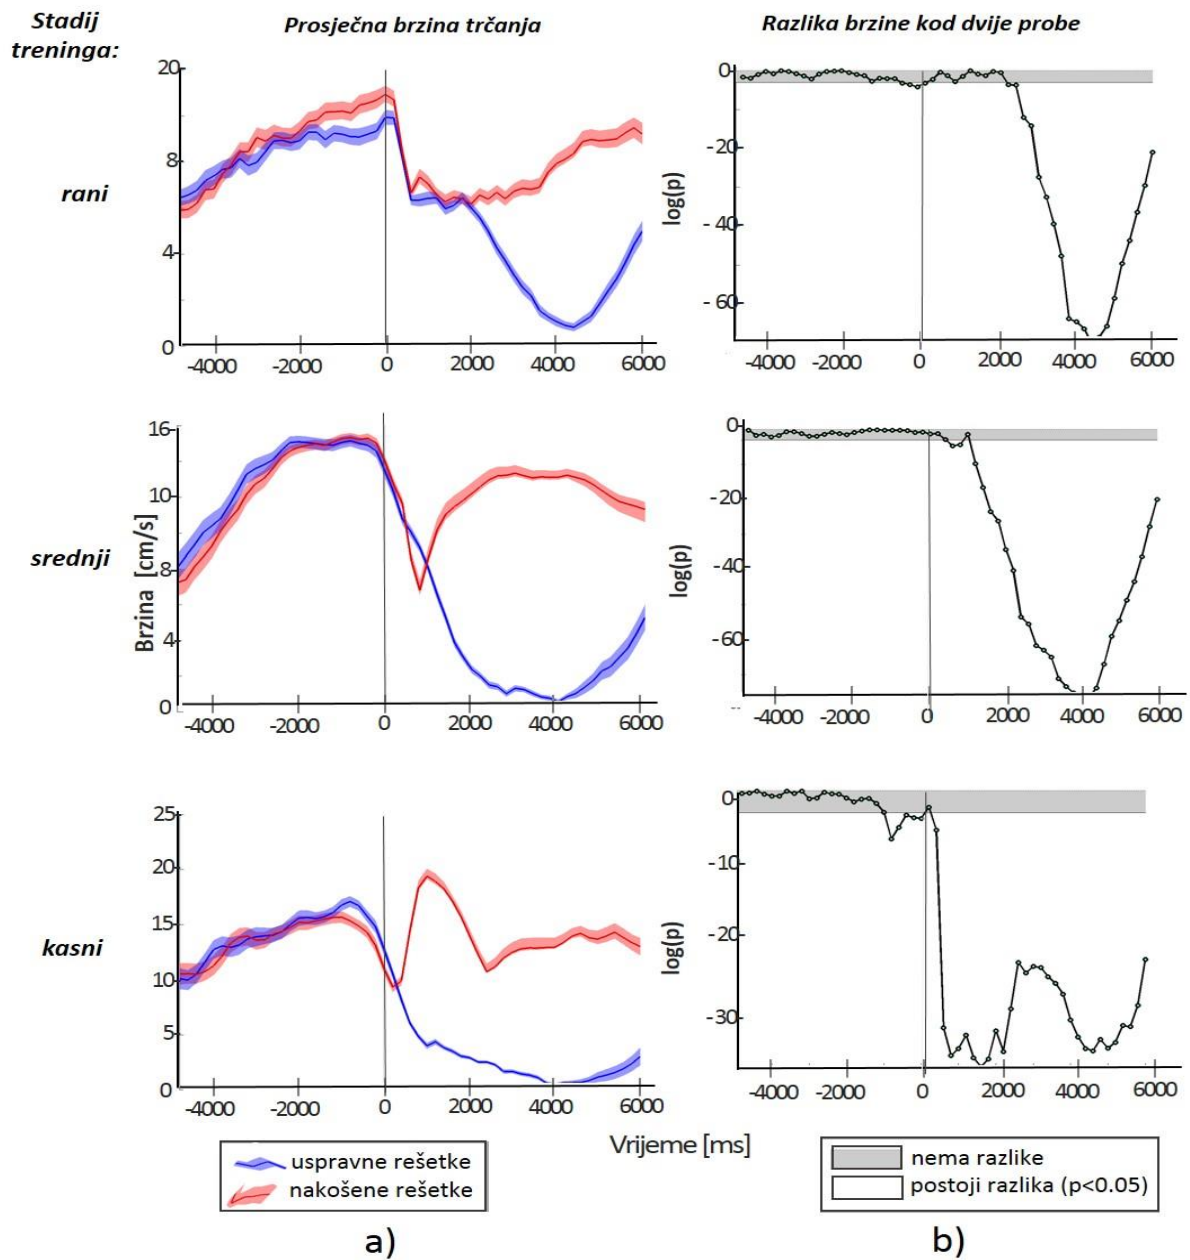 Stadij
treninga:
Prosječna brzina trčanja
Razlika brzine kod dvije probe
rani
20
8
4
0
-4000 -2000 0 2000 4000 6000
log(p)
0
-20
- 40
- 60
-4000 -2000 0 2000 4000 6000
srednji
Brzina [cm/s]
16
10
8
4
0
-4000 -2000 0 2000 4000 6000
log(p)
0
-20
-40
-60
-4000 -2000 0 2000 4000 6000
kasni
25
20
15
10
5
0
-4000 -2000 0 2000 4000 6000
log(p)
0
-10
-20
-30
-4000 -2000 0 2000 4000 6000
Vrijeme [ms]
uspravne rešetke
nakošene rešetke
nema razlike
postoji razlika (p<0.05)
a)
b)